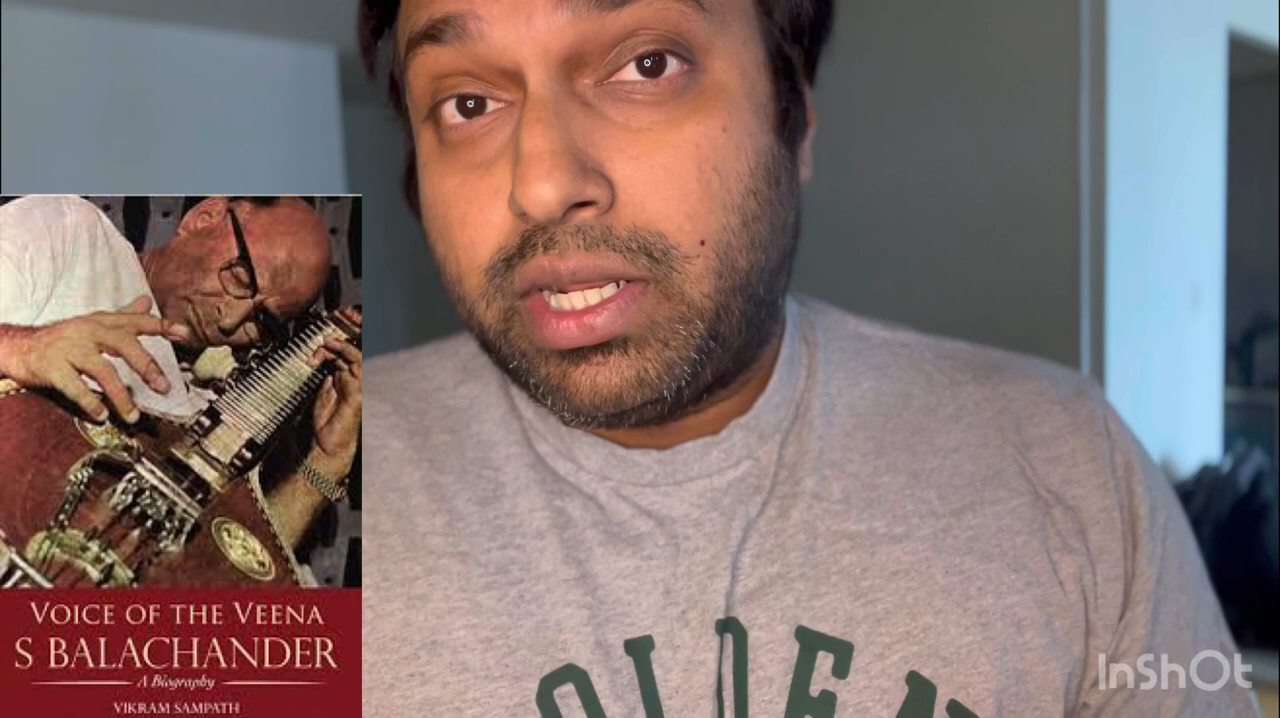 VOICE OF THE VEENA
S BALACHANDER
A Biography
VIKRAM SAMPATH
InShOt